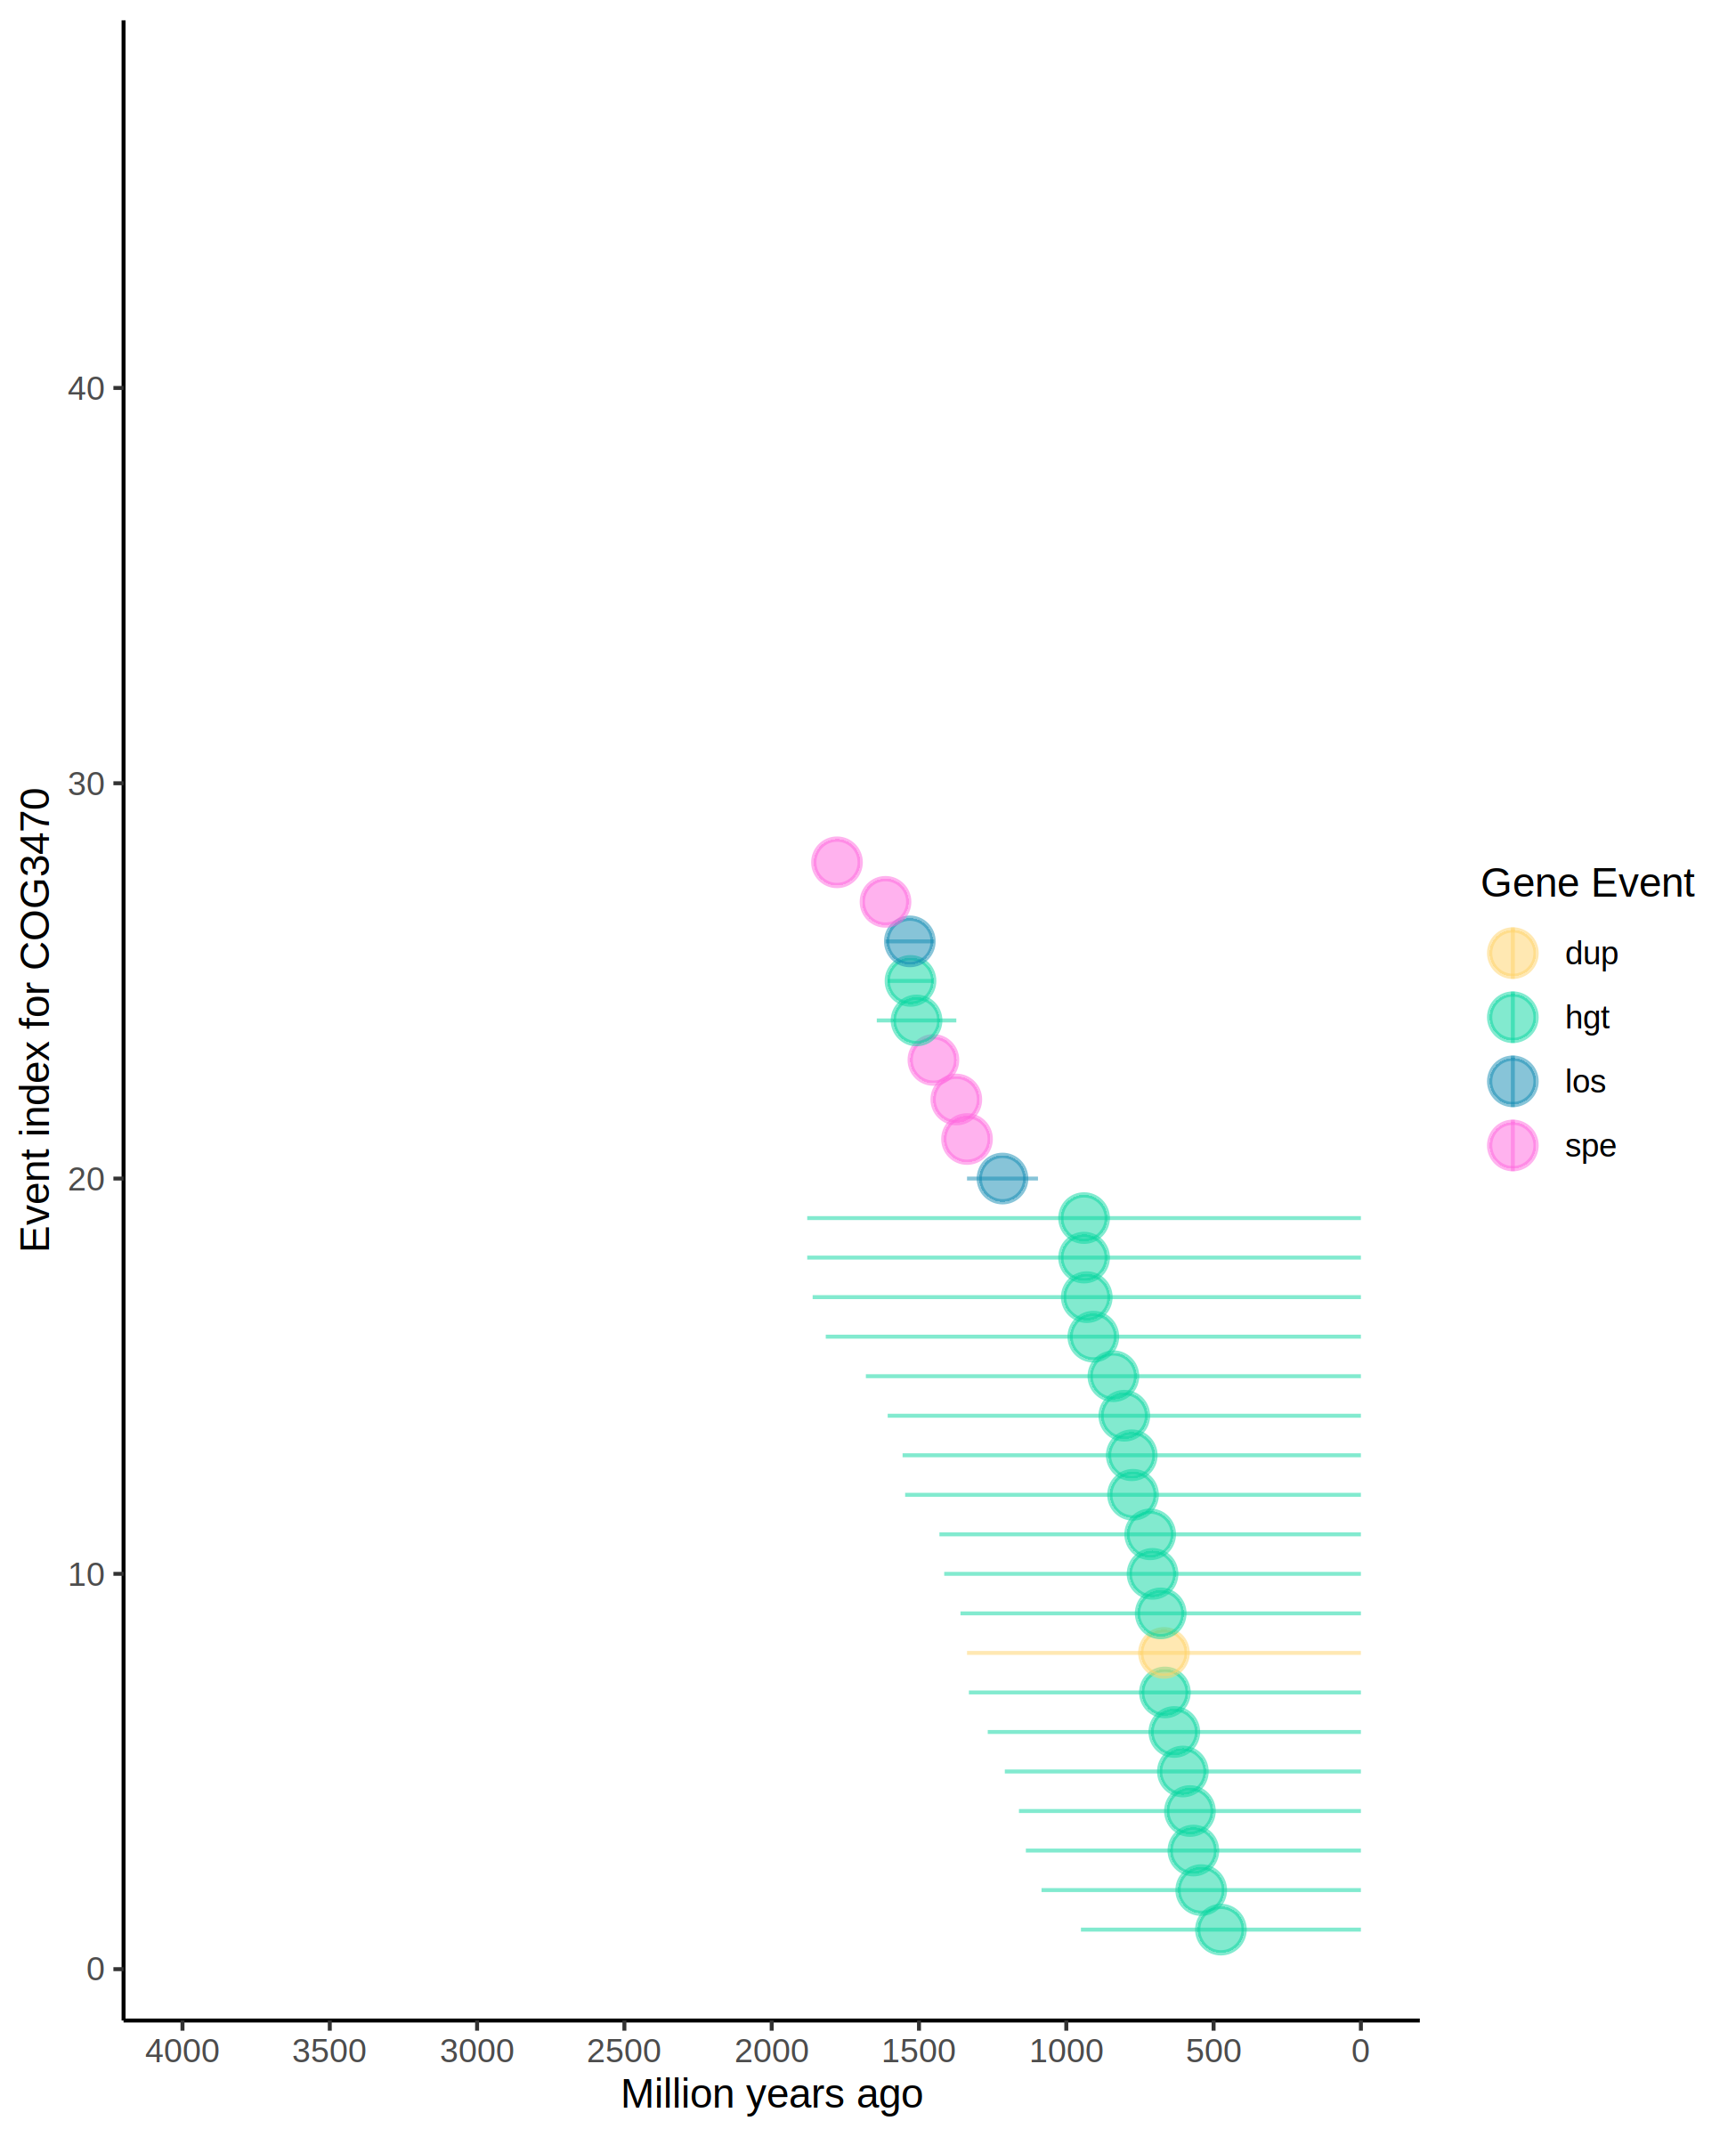 Event index for COG3470
40
30
20
10
0
4000 3500 3000 2500 2000 1500 1000 500 0
Million years ago
Gene Event
dup
hgt
los
spe